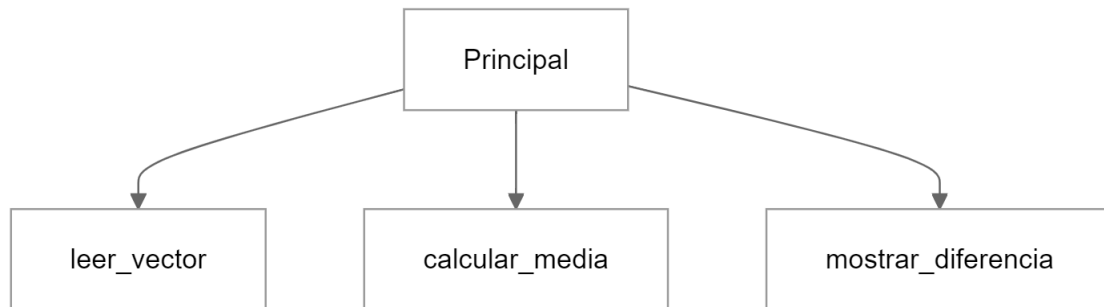 Principal
leer_vector
calcular_media
mostrar_diferencia